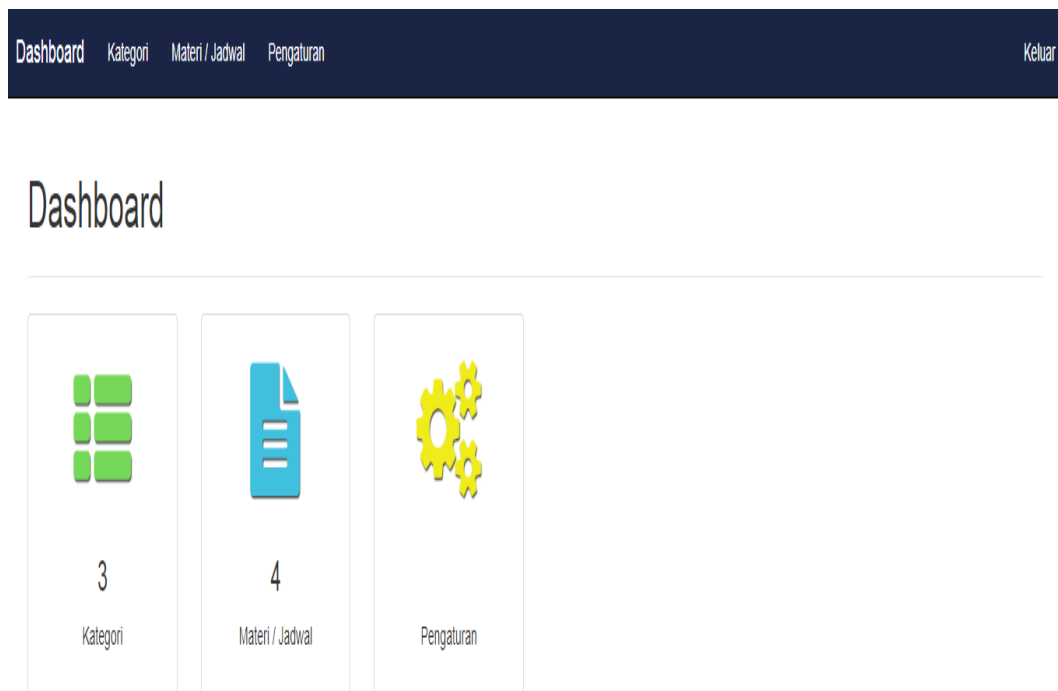 Dashboard Kategori Materi / Jadwal Pengaturan Keluar
Dashboard
3 4
Kategori Materi / Jadwal Pengaturan